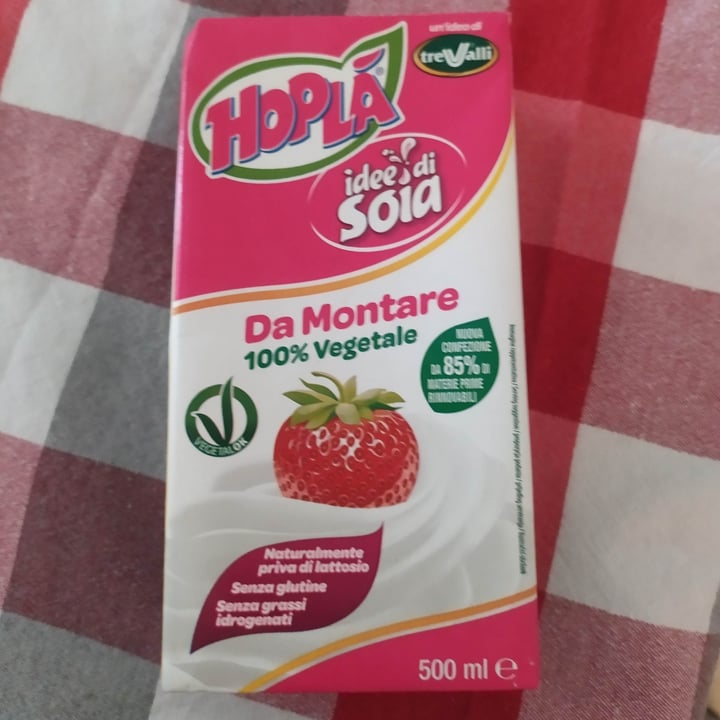 un'idea di
treValli
HOPLÀ®
idee di
soia
Da Montare
100% Vegetale
NUOVA
CONFEZIONE
DA 85% DI
MATERIE PRIME
RINNOVABILI
VEGETALOK
Naturalmente
priva di lattosio
Senza glutine
Senza grassi
idrogenati
500 ml e